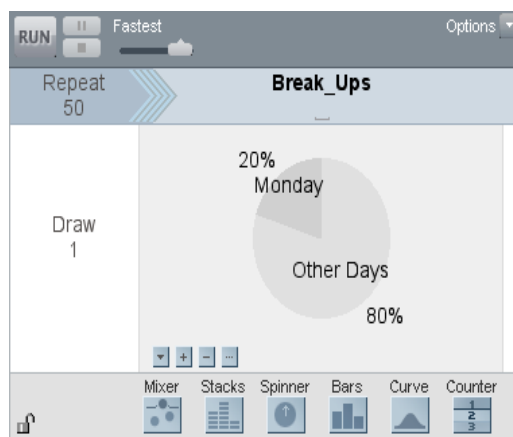 RUN
Fastest
Options
Repeat
50
Break_Ups
Draw
1
20%
Monday
Other Days
80%
Mixer Stacks Spinner Bars Curve Counter
1
2
3